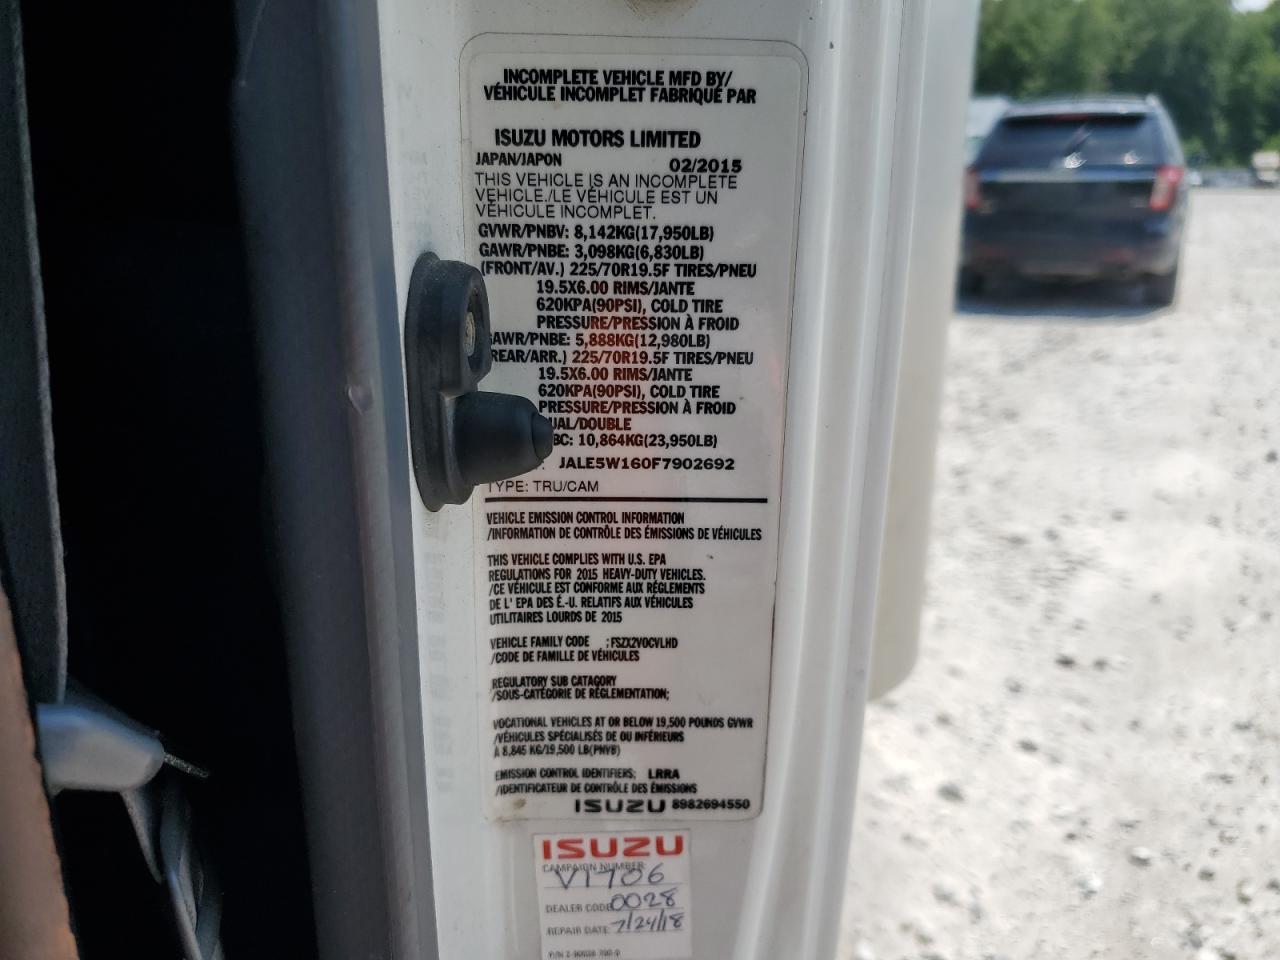 INCOMPLETE VEHICLE MFD BY/
VÉHICULE INCOMPLET FABRIQUÉ PAR
ISUZU MOTORS LIMITED
JAPAN/JAPON 02/2015
THIS VEHICLE IS AN INCOMPLETE
VEHICLE./LE VÉHICULE EST UN
VÉHICULE INCOMPLET.
GVWR/PNBV: 8,142KG(17,950LB)
GAWR/PNBE: 3,098KG(6,830LB)
(FRONT/AV.) 225/70R19.5F TIRES/PNEU
19.5X6.00 RIMS/JANTE
620KPA(90PSI), COLD TIRE
PRESSURE/PRESSION À FROID
GAWR/PNBE: 5,888KG(12,980LB)
REAR/ARR.) 225/70R19.5F TIRES/PNEU
19.5X6.00 RIMS/JANTE
620KPA(90PSI), COLD TIRE
PRESSURE/PRESSION À FROID
UAL/DOUBLE
BC: 10,864KG(23,950LB)
: JALE5W160F7902692
TYPE: TRU/CAM
VEHICLE EMISSION CONTROL INFORMATION
/INFORMATION DE CONTRÔLE DES ÉMISSIONS DE VÉHICULES
THIS VEHICLE COMPLIES WITH U.S. EPA
REGULATIONS FOR 2015 HEAVY-DUTY VEHICLES.
/CE VÉHICULE EST CONFORME AUX RÉGLEMENTS
DE L' EPA DES É.-U. RELATIFS AUX VÉHICULES
UTILITAIRES LOURDS DE 2015
VEHICLE FAMILY CODE : FSZX2VOCVLHD
/CODE DE FAMILLE DE VÉHICULES
REGULATORY SUB CATAGORY
/SOUS-CATÉGORIE DE RÉGLEMENTATION;
VOCATIONAL VEHICLES AT OR BELOW 19,500 POUNDS GVWR
/VÉHICULES SPÉCIALISÉS DE OU INFÉRIEURS
À 8,845 KG/19,500 LB(PNVB)
EMISSION CONTROL IDENTIFIERS; LRRA
/IDENTIFICATEUR DE CONTRÔLE DES ÉMISSIONS
ISUZU 8982694550
ISUZU
CAMPAIGN NUMBER:
V1706
DEALER CODE: 0028
REPAIR DATE: 7/24/18